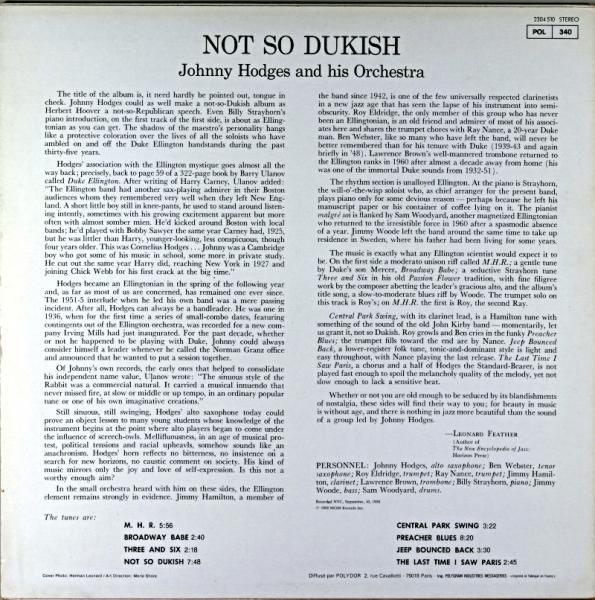 2304 510 STEREO
POL 340
NOT SO DUKISH
Johnny Hodges and his Orchestra
The title of the album is, it need hardly be pointed out, tongue in
cheek. Johnny Hodges could as well make a not-so-Dukish album as
Herbert Hoover a not-so-Republican speech. Even Billy Strayhorn's
piano introduction, on the first track of the first side, is about as Elling-
tonian as you can get. The shadow of the maestro's personality hangs
like a protective coloration over the lives of all the soloists who have
ambled on and off the Duke Ellington bandstands during the past
thirty-five years.
Hodges' association with the Ellington mystique goes almost all the
way back; precisely, back to page 59 of a 322-page book by Barry Ulanov
called Duke Ellington. After writing of Harry Carney, Ulanov added:
"The Ellington band had another sax-playing admirer in their Boston
audiences whom they remembered very well when they left New Eng-
land. A short little boy still in knee-pants, he used to stand around listen-
ing intently, sometimes with his growing excitement apparent but more
often with almost somber mien. He'd kicked around Boston with local
bands; he'd played with Bobby Sawyer the same year Carney had, 1925,
but he was littler than Harry, younger-looking, less conspicuous, though
four years older. This was Cornelius Hodges . . . Johnny was a Cambridge
boy who got some of his music in school, some more in private study.
He cut out the same year Harry did, reaching New York in 1927 and
joining Chick Webb for his first crack at the big time."
Hodges became an Ellingtonian in the spring of the following year
and, as far as most of us are concerned, has remained one ever since.
The 1951-5 interlude when he led his own band was a mere passing
incident. After all, Hodges can always be a bandleader. He was one in
1936, when for the first time a series of small-combo dates, featuring
contingents out of the Ellington orchestra, was recorded for a new com-
pany Irving Mills had just inaugurated. For the past decade, whether
or not he happened to be playing with Duke, Johnny could always
consider himself a leader whenever he called the Norman Granz office
and announced that he wanted to put a session together.
Of Johnny's own records, the early ones that helped to consolidate
his independent name value, Ulanov wrote: "The sinuous style of the
Rabbit was a commercial natural. It carried a musical innuendo that
never missed fire, at slow or middle or up tempo, in an ordinary popular
tune or one of his own imaginative creations."
Still sinuous, still swinging, Hodges' alto saxophone today could
prove an object lesson to many young students whose knowledge of the
instrument begins at the point where alto players began to come under
the influence of screech-owls. Mellifluousness, in an age of musical pro-
test, political tensions and racial upheavals, somehow sounds like an
anachronism. Hodges' horn reflects no bitterness, no insistence on a
search for new horizons, no caustic comment on society. His kind of
music mirrors only the joy and love of self-expression. Is this not a
worthy enough aim?
In the small orchestra heard with him on these sides, the Ellington
element remains strongly in evidence. Jimmy Hamilton, a member of
the band since 1942, is one of the few universally respected clarinetists
in a new jazz age that has seen the lapse of his instrument into semi-
obscurity. Roy Eldridge, the only member of this group who has never
been an Ellingtonian, is an old friend and admirer of most of his associ-
ates here and shares the trumpet chores with Ray Nance, a 20-year Duke
man. Ben Webster, like so many who have left the band, will never be
better remembered than for his tenure with Duke (1939-43 and again
briefly in '48). Lawrence Brown's well-mannered trombone returned to
the Ellington ranks in 1960 after almost a decade away from home (his
was one of the immortal Duke sounds from 1932-51).
The rhythm section is unalloyed Ellington. At the piano is Strayhorn,
the will-o'-the-wisp soloist who, as chief arranger for the present band,
plays piano only for some devious reason — perhaps because he left his
manuscript paper or his container of coffee lying on it. The pianist
malgré soi is flanked by Sam Woodyard, another magnetized Ellingtonian
who returned to the irresistible force in 1960 after a spasmodic absence
of a year. Jimmy Woode left the band around the same time to take up
residence in Sweden, where his father had been living for some years.
The music is exactly what any Ellington scientist would expect it to
be. On the first side a moderato unison riff called M.H.R.; a gentle tune
by Duke's son Mercer, Broadway Babe; a seductive Strayhorn tune
Three and Six in his old Passion Flower tradition, with fine filigree
work by the composer abetting the leader's gracious alto, and the album's
title song, a slow-to-moderate blues riff by Woode. The trumpet solo on
this track is Roy's; on M.H.R. the first is Roy, the second Ray.
Central Park Swing, with its clarinet lead, is a Hamilton tune with
something of the sound of the old John Kirby band — momentarily, let
us grant it, not so Dukish. Roy growls and Ben cries in the funky Preacher
Blues; the trumpet fills toward the end are by Nance. Jeep Bounced
Back, a lower-register folk tune, tonic-and-dominant style is light and
easy throughout, with Nance playing the last release. The Last Time I
Saw Paris, a chorus and a half of Hodges the Standard-Bearer, is not
played fast enough to spoil the melancholy quality of the melody, yet not
slow enough to lack a sensitive beat.
Whether or not you are old enough to be seduced by its blandishments
of nostalgia, these sides will find their way to you; for beauty in music
is without age, and there is nothing in jazz more beautiful than the sound
of a group led by Johnny Hodges.
—LEONARD FEATHER
(Author of
The New Encyclopedia of Jazz:
Horizon Press)
PERSONNEL: Johnny Hodges, alto saxophone; Ben Webster, tenor
saxophone; Roy Eldridge, trumpet; Ray Nance, trumpet; Jimmy Hamil-
ton, clarinet; Lawrence Brown, trombone; Billy Strayhorn, piano; Jimmy
Woode, bass; Sam Woodyard, drums.
Recorded NYC, September, 10, 1958
The tunes are:
M. H. R. 5:56
BROADWAY BABE 2:40
THREE AND SIX 2:18
NOT SO DUKISH 7:48
CENTRAL PARK SWING 3:22
PREACHER BLUES 8:20
JEEP BOUNCED BACK 3:30
THE LAST TIME I SAW PARIS 2:45
Cover Photo: Herman Leonard / Art Direction: Merle Shore
Diffusé par POLYDOR 2, rue Cavallotti - 75018 Paris - Ing. POLYGRAM INDUSTRIES MESSAGERIES